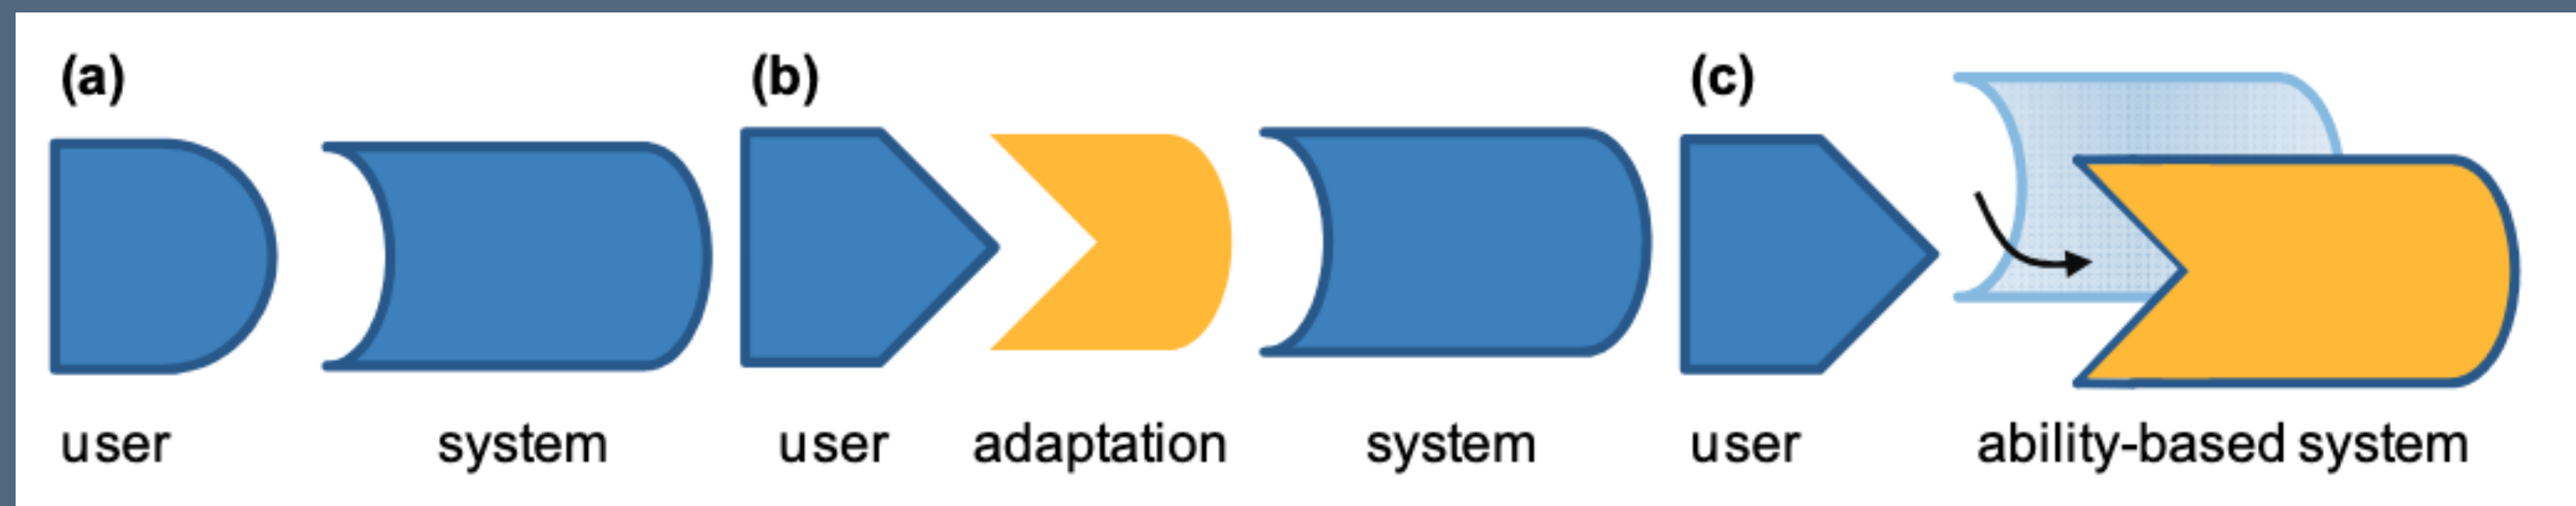 (a) (b) (c)
user system user adaptation system user ability-based system